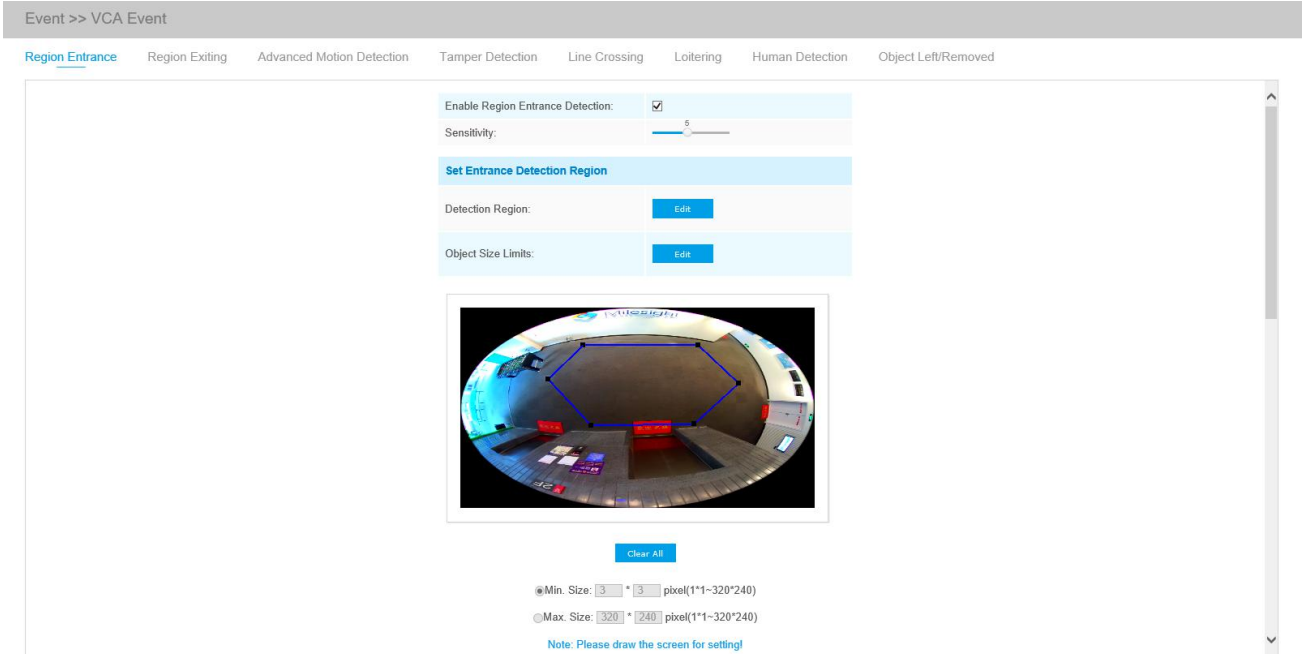 Event >> VCA Event
Region Entrance Region Exiting Advanced Motion Detection Tamper Detection Line Crossing Loitering Human Detection Object Left/Removed
Enable Region Entrance Detection:
Sensitivity: 5
Set Entrance Detection Region
Detection Region: Edit
Object Size Limits: Edit
Milesight
Clear All
Min. Size: 3 * 3 pixel(1*1~320*240)
Max. Size: 320 * 240 pixel(1*1~320*240)
Note: Please draw the screen for setting!